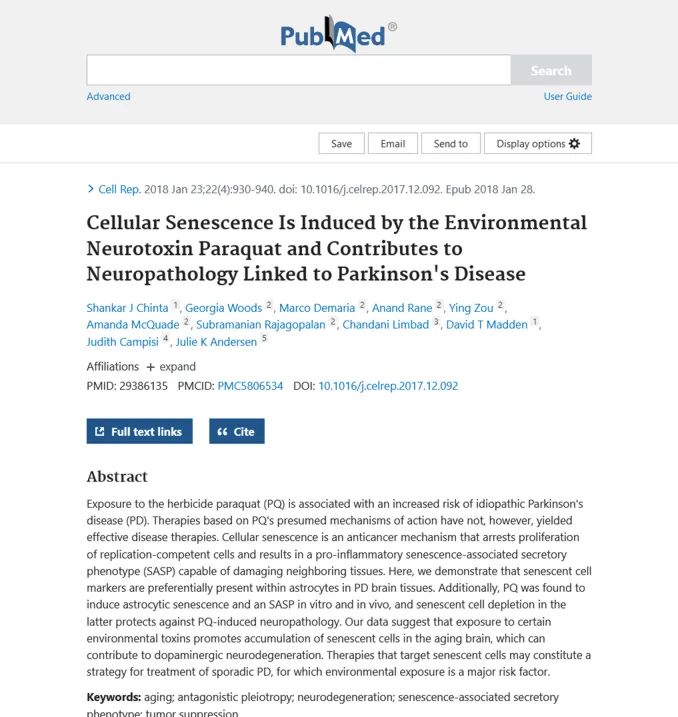 PubMed®
Search
Advanced
User Guide
Save
Email
Send to
Display options
Cell Rep. 2018 Jan 23;22(4):930-940. doi: 10.1016/j.celrep.2017.12.092. Epub 2018 Jan 28.
Cellular Senescence Is Induced by the Environmental
Neurotoxin Paraquat and Contributes to
Neuropathology Linked to Parkinson's Disease
Shankar J Chinta 1, Georgia Woods 2, Marco Demaria 2, Anand Rane 2, Ying Zou 2,
Amanda McQuade 2, Subramanian Rajagopalan 2, Chandani Limbad 3, David T Madden 1,
Judith Campisi 4, Julie K Andersen 5
Affiliations + expand
PMID: 29386135 PMCID: PMC5806534 DOI: 10.1016/j.celrep.2017.12.092
Full text links
Cite
Abstract
Exposure to the herbicide paraquat (PQ) is associated with an increased risk of idiopathic Parkinson's
disease (PD). Therapies based on PQ's presumed mechanisms of action have not, however, yielded
effective disease therapies. Cellular senescence is an anticancer mechanism that arrests proliferation
of replication-competent cells and results in a pro-inflammatory senescence-associated secretory
phenotype (SASP) capable of damaging neighboring tissues. Here, we demonstrate that senescent cell
markers are preferentially present within astrocytes in PD brain tissues. Additionally, PQ was found to
induce astrocytic senescence and an SASP in vitro and in vivo, and senescent cell depletion in the
latter protects against PQ-induced neuropathology. Our data suggest that exposure to certain
environmental toxins promotes accumulation of senescent cells in the aging brain, which can
contribute to dopaminergic neurodegeneration. Therapies that target senescent cells may constitute a
strategy for treatment of sporadic PD, for which environmental exposure is a major risk factor.
Keywords: aging; antagonistic pleiotropy; neurodegeneration; senescence-associated secretory
phenotype; tumor suppression.